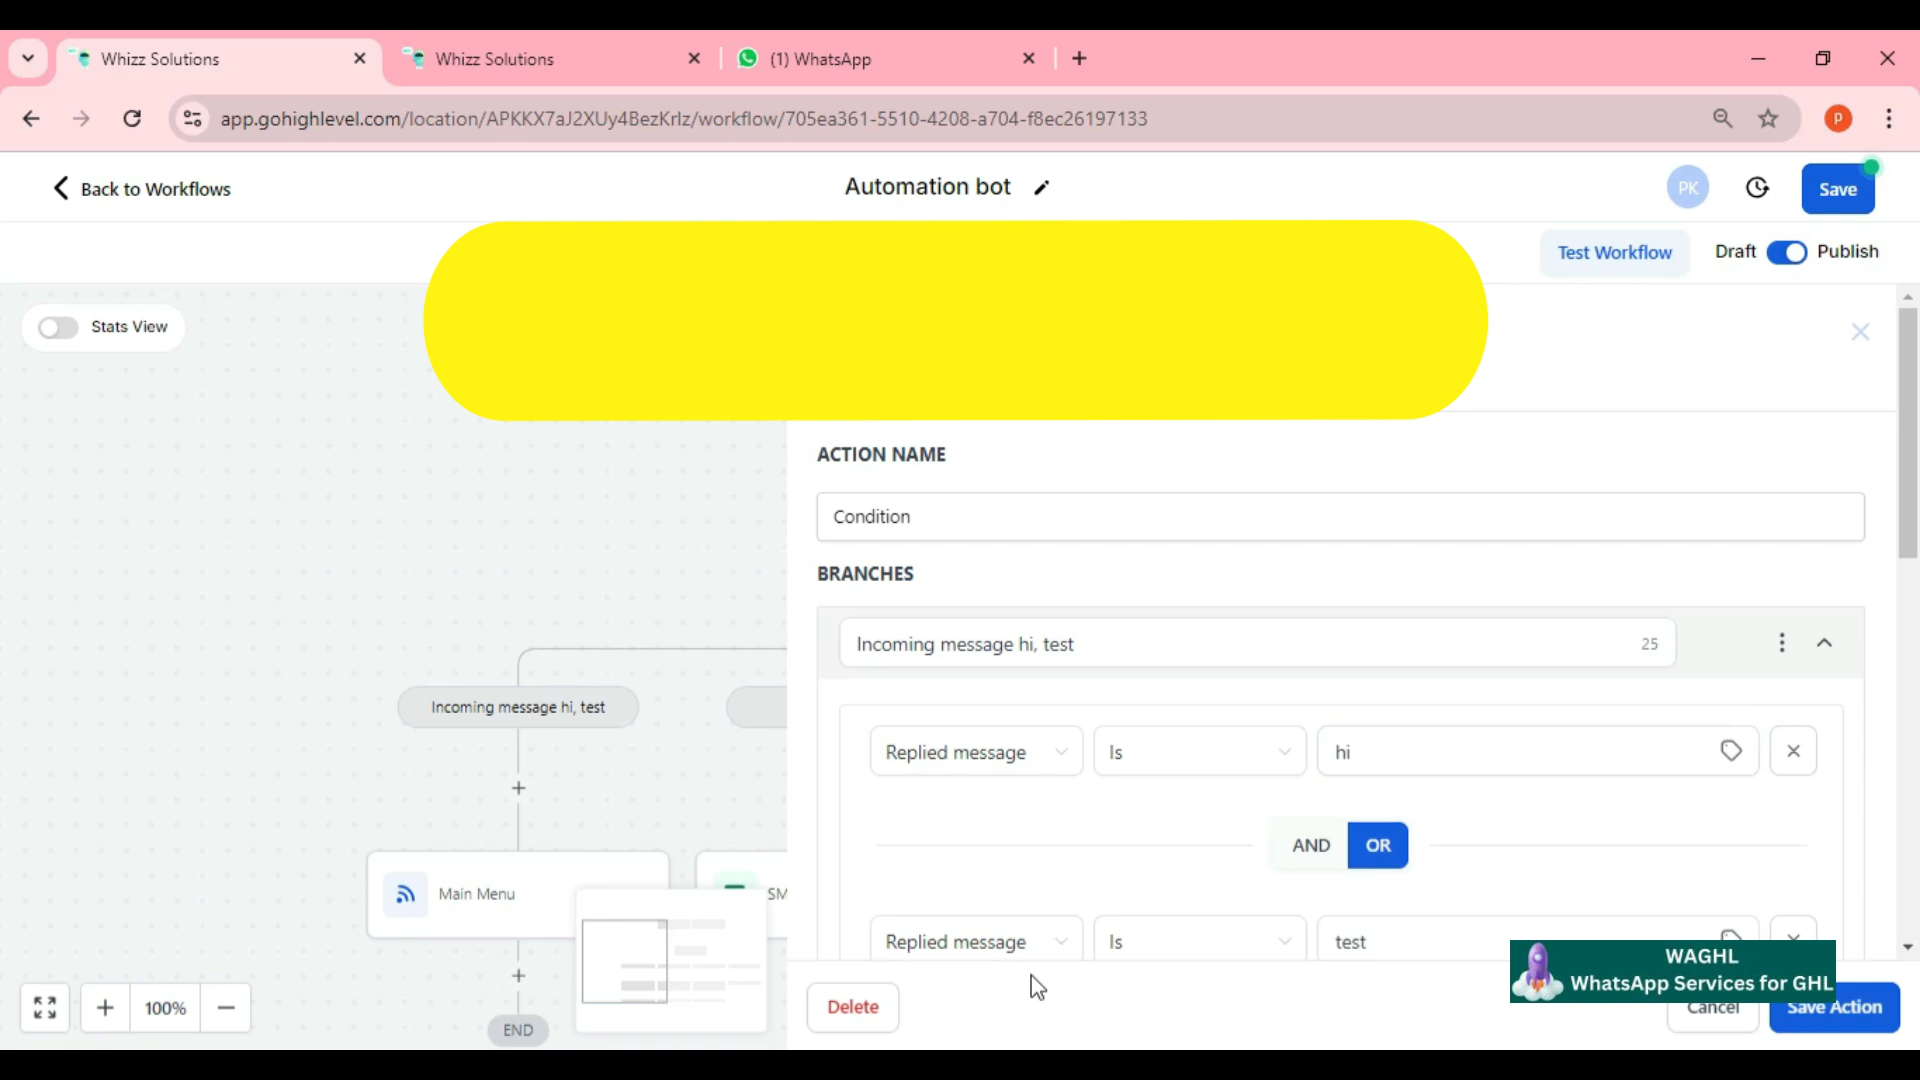 Whizz Solutions
Whizz Solutions
(1) WhatsApp
app.gohighlevel.com/location/APKKX7aJ2XUy4BezKrIz/workflow/705ea361-5510-4208-a704-f8ec26197133
P
Back to Workflows
Automation bot
PK
Save
Test Workflow
Draft
Publish
Stats View
ACTION NAME
Condition
BRANCHES
Incoming message hi, test
25
Incoming message hi, test
Replied message
Is
hi
AND
OR
Main Menu
SM
Replied message
Is
test
WAGHL
WhatsApp Services for GHL
100%
END
Delete
Cancel
Save Action